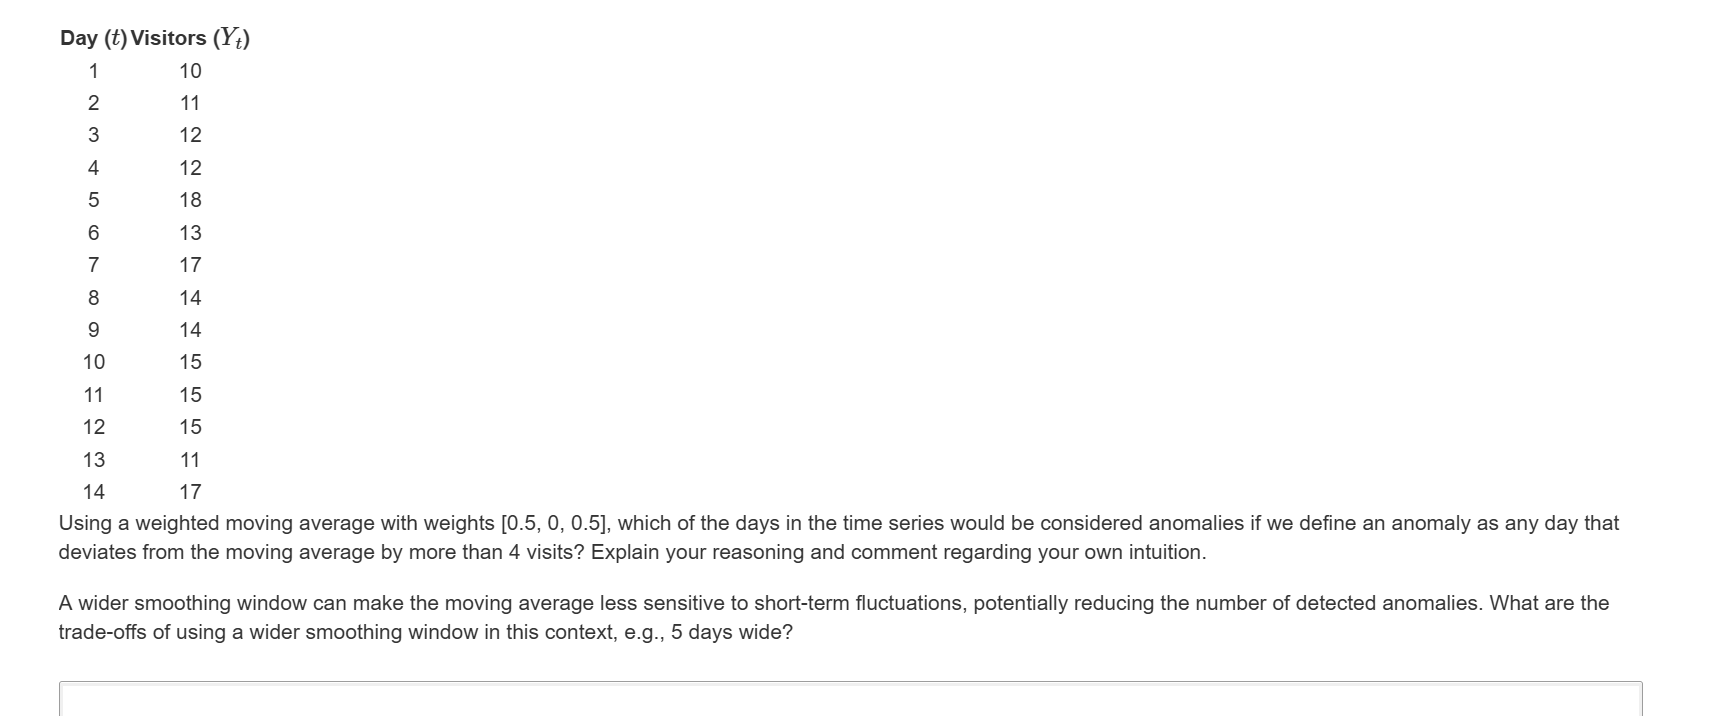 Day (t) Visitors (Yt)
1 10
2 11
3 12
4 12
5 18
6 13
7 17
8 14
9 14
10 15
11 15
12 15
13 11
14 17
Using a weighted moving average with weights [0.5, 0, 0.5], which of the days in the time series would be considered anomalies if we define an anomaly as any day that
deviates from the moving average by more than 4 visits? Explain your reasoning and comment regarding your own intuition.
A wider smoothing window can make the moving average less sensitive to short-term fluctuations, potentially reducing the number of detected anomalies. What are the
trade-offs of using a wider smoothing window in this context, e.g., 5 days wide?